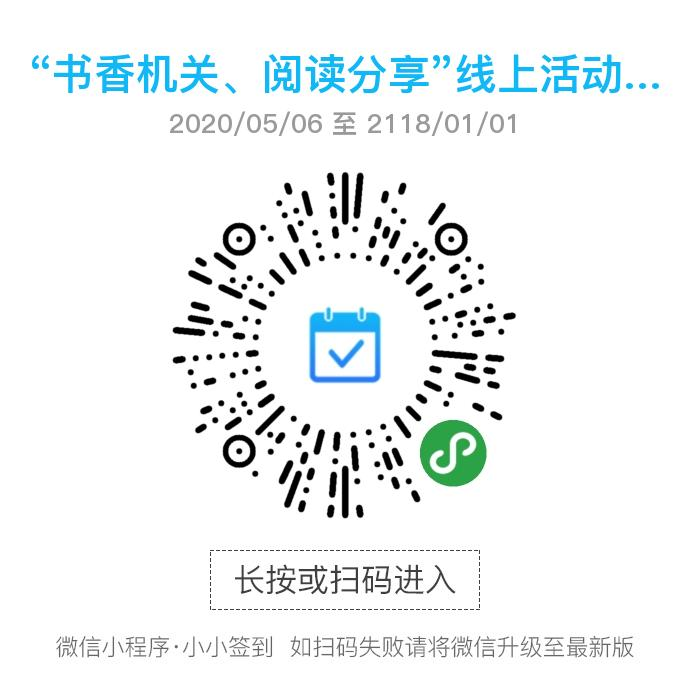 “书香机关、阅读分享”线上活动...
2020/05/06 至 2118/01/01
长按或扫码进入
微信小程序·小小签到 如扫码失败请将微信升级至最新版